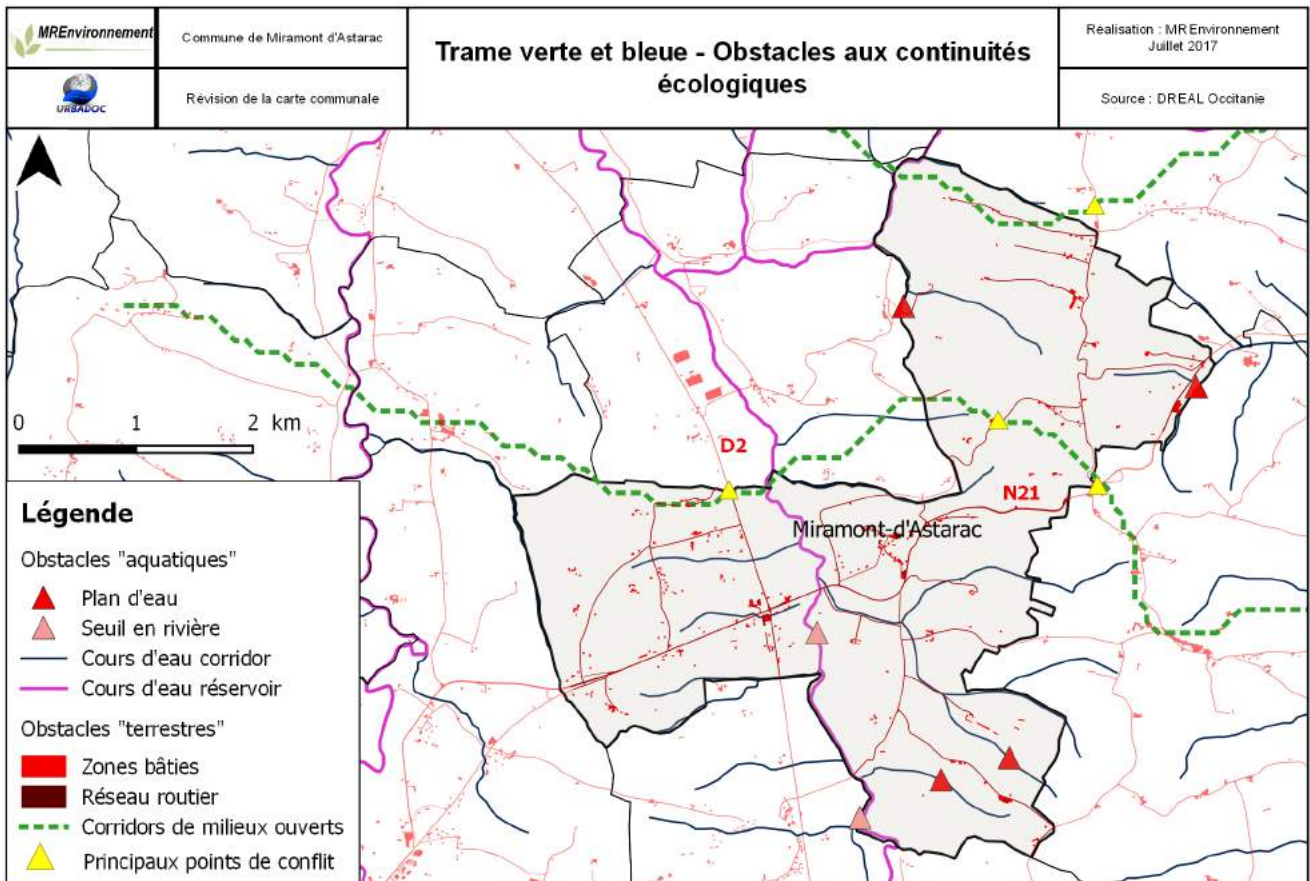 MREnvironnement
Commune de Miramont d'Astarac
Trame verte et bleue - Obstacles aux continuités
écologiques
Réalisation : MREnvironnement
Juillet 2017
URBADOC
Révision de la carte communale
Source : DREAL Occitanie
0 1 2 km
D2
N21
Miramont-d'Astarac
Légende
Obstacles "aquatiques"
Plan d'eau
Seuil en rivière
Cours d'eau corridor
Cours d'eau réservoir
Obstacles "terrestres"
Zones bâties
Réseau routier
Corridors de milieux ouverts
Principaux points de conflit